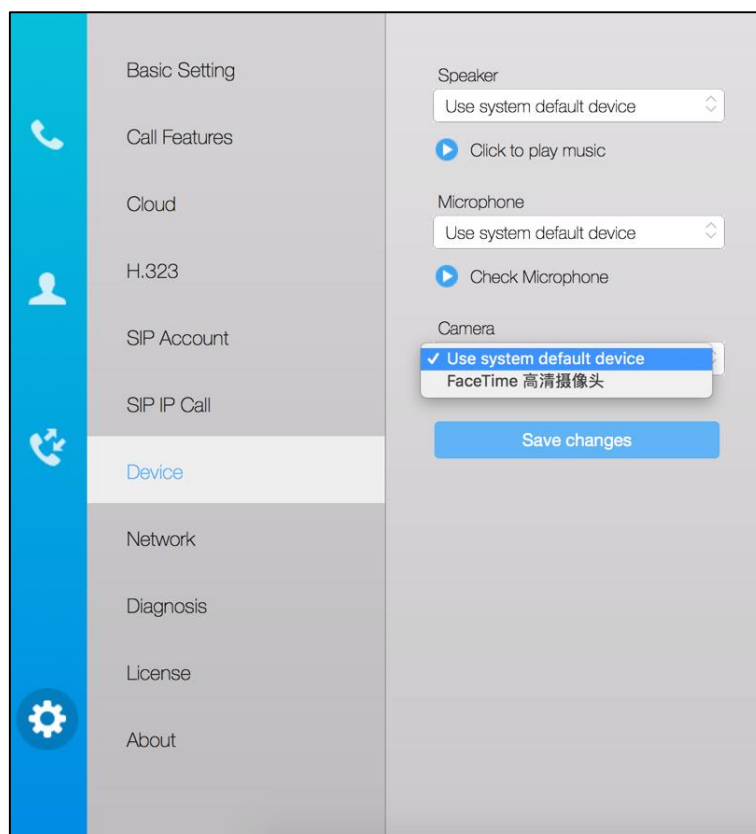 Basic Setting
Call Features
Cloud
H.323
SIP Account
SIP IP Call
Device
Network
Diagnosis
License
About
Speaker
Use system default device
Click to play music
Microphone
Use system default device
Check Microphone
Camera
✓ Use system default device
FaceTime 高清摄像头
Save changes